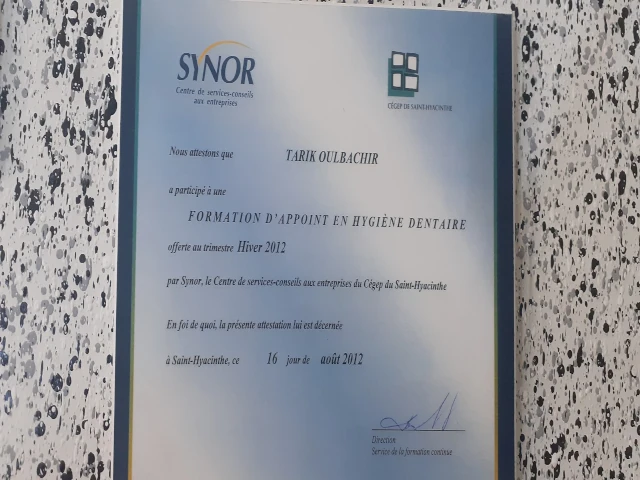 SYNOR
Centre de services-conseils
aux entreprises
CÉGEP DE SAINT-HYACINTHE
Nous attestons que TARIK OULBACHIR
a participé à une
FORMATION D'APPOINT EN HYGIÈNE DENTAIRE
offerte au trimestre Hiver 2012
par Synor, le Centre de services-conseils aux entreprises du Cégep du Saint-Hyacinthe
En foi de quoi, la présente attestation lui est décernée
à Saint-Hyacinthe, ce 16 jour de août 2012
Direction
Service de la formation continue